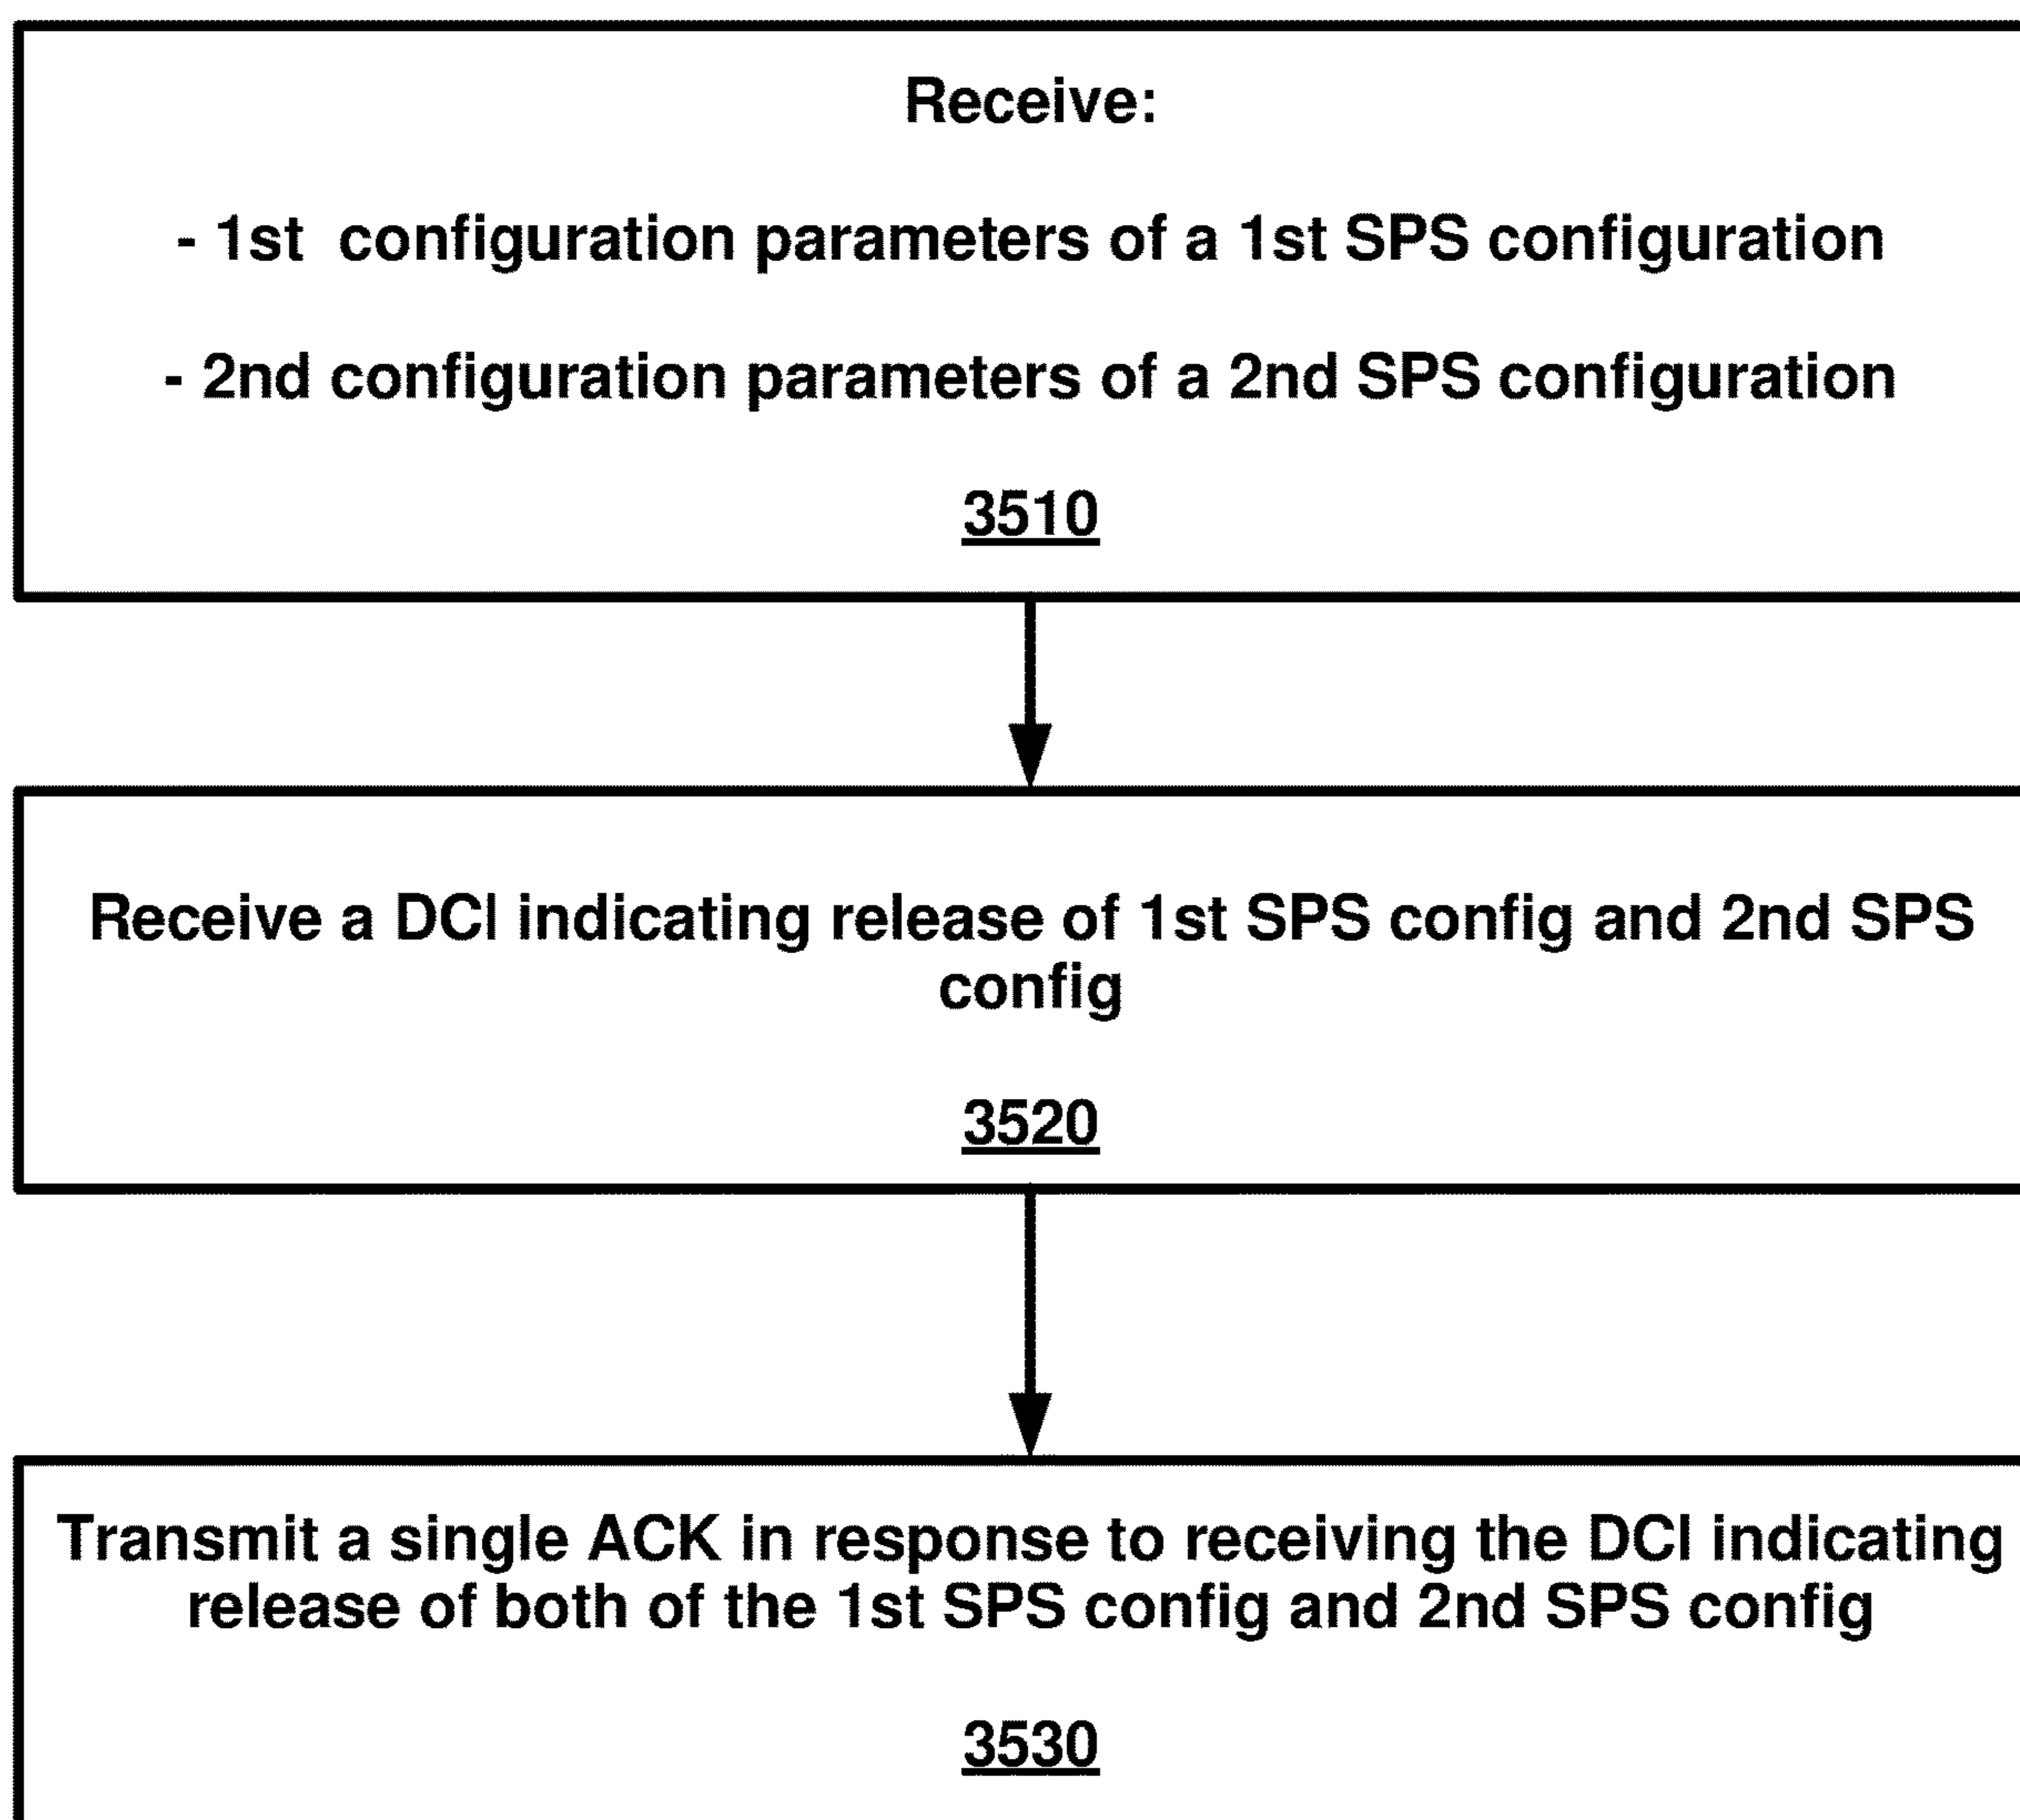 Receive:
- 1st  configuration parameters of a 1st SPS configuration
- 2nd configuration parameters of a 2nd SPS configuration
3510
Receive a DCI indicating release of 1st SPS config and 2nd SPS
config
3520
Transmit a single ACK in response to receiving the DCI indicating
release of both of the 1st SPS config and 2nd SPS config
3530